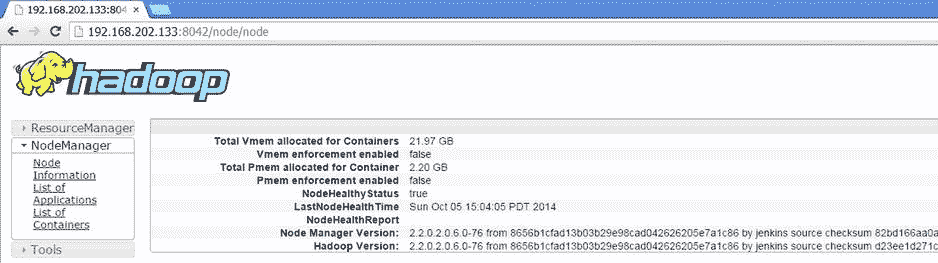 192.168.202.133:804
192.168.202.133:8042/node/node
hadoop
ResourceManager
NodeManager
Node
Information
List of
Applications
List of
Containers
Tools
Total Vmem allocated for Containers 21.97 GB
Vmem enforcement enabled false
Total Pmem allocated for Container 2.20 GB
Pmem enforcement enabled false
NodeHealthyStatus true
LastNodeHealthTime Sun Oct 05 15:04:05 PDT 2014
NodeHealthReport
Node Manager Version: 2.2.0.2.0.6.0-76 from 8656b1cfad13b03b29e98cad042626205e7a1c86 by jenkins source checksum 82bd166aa0a
Hadoop Version: 2.2.0.2.0.6.0-76 from 8656b1cfad13b03b29e98cad042626205e7a1c86 by jenkins source checksum d23ee1d271c